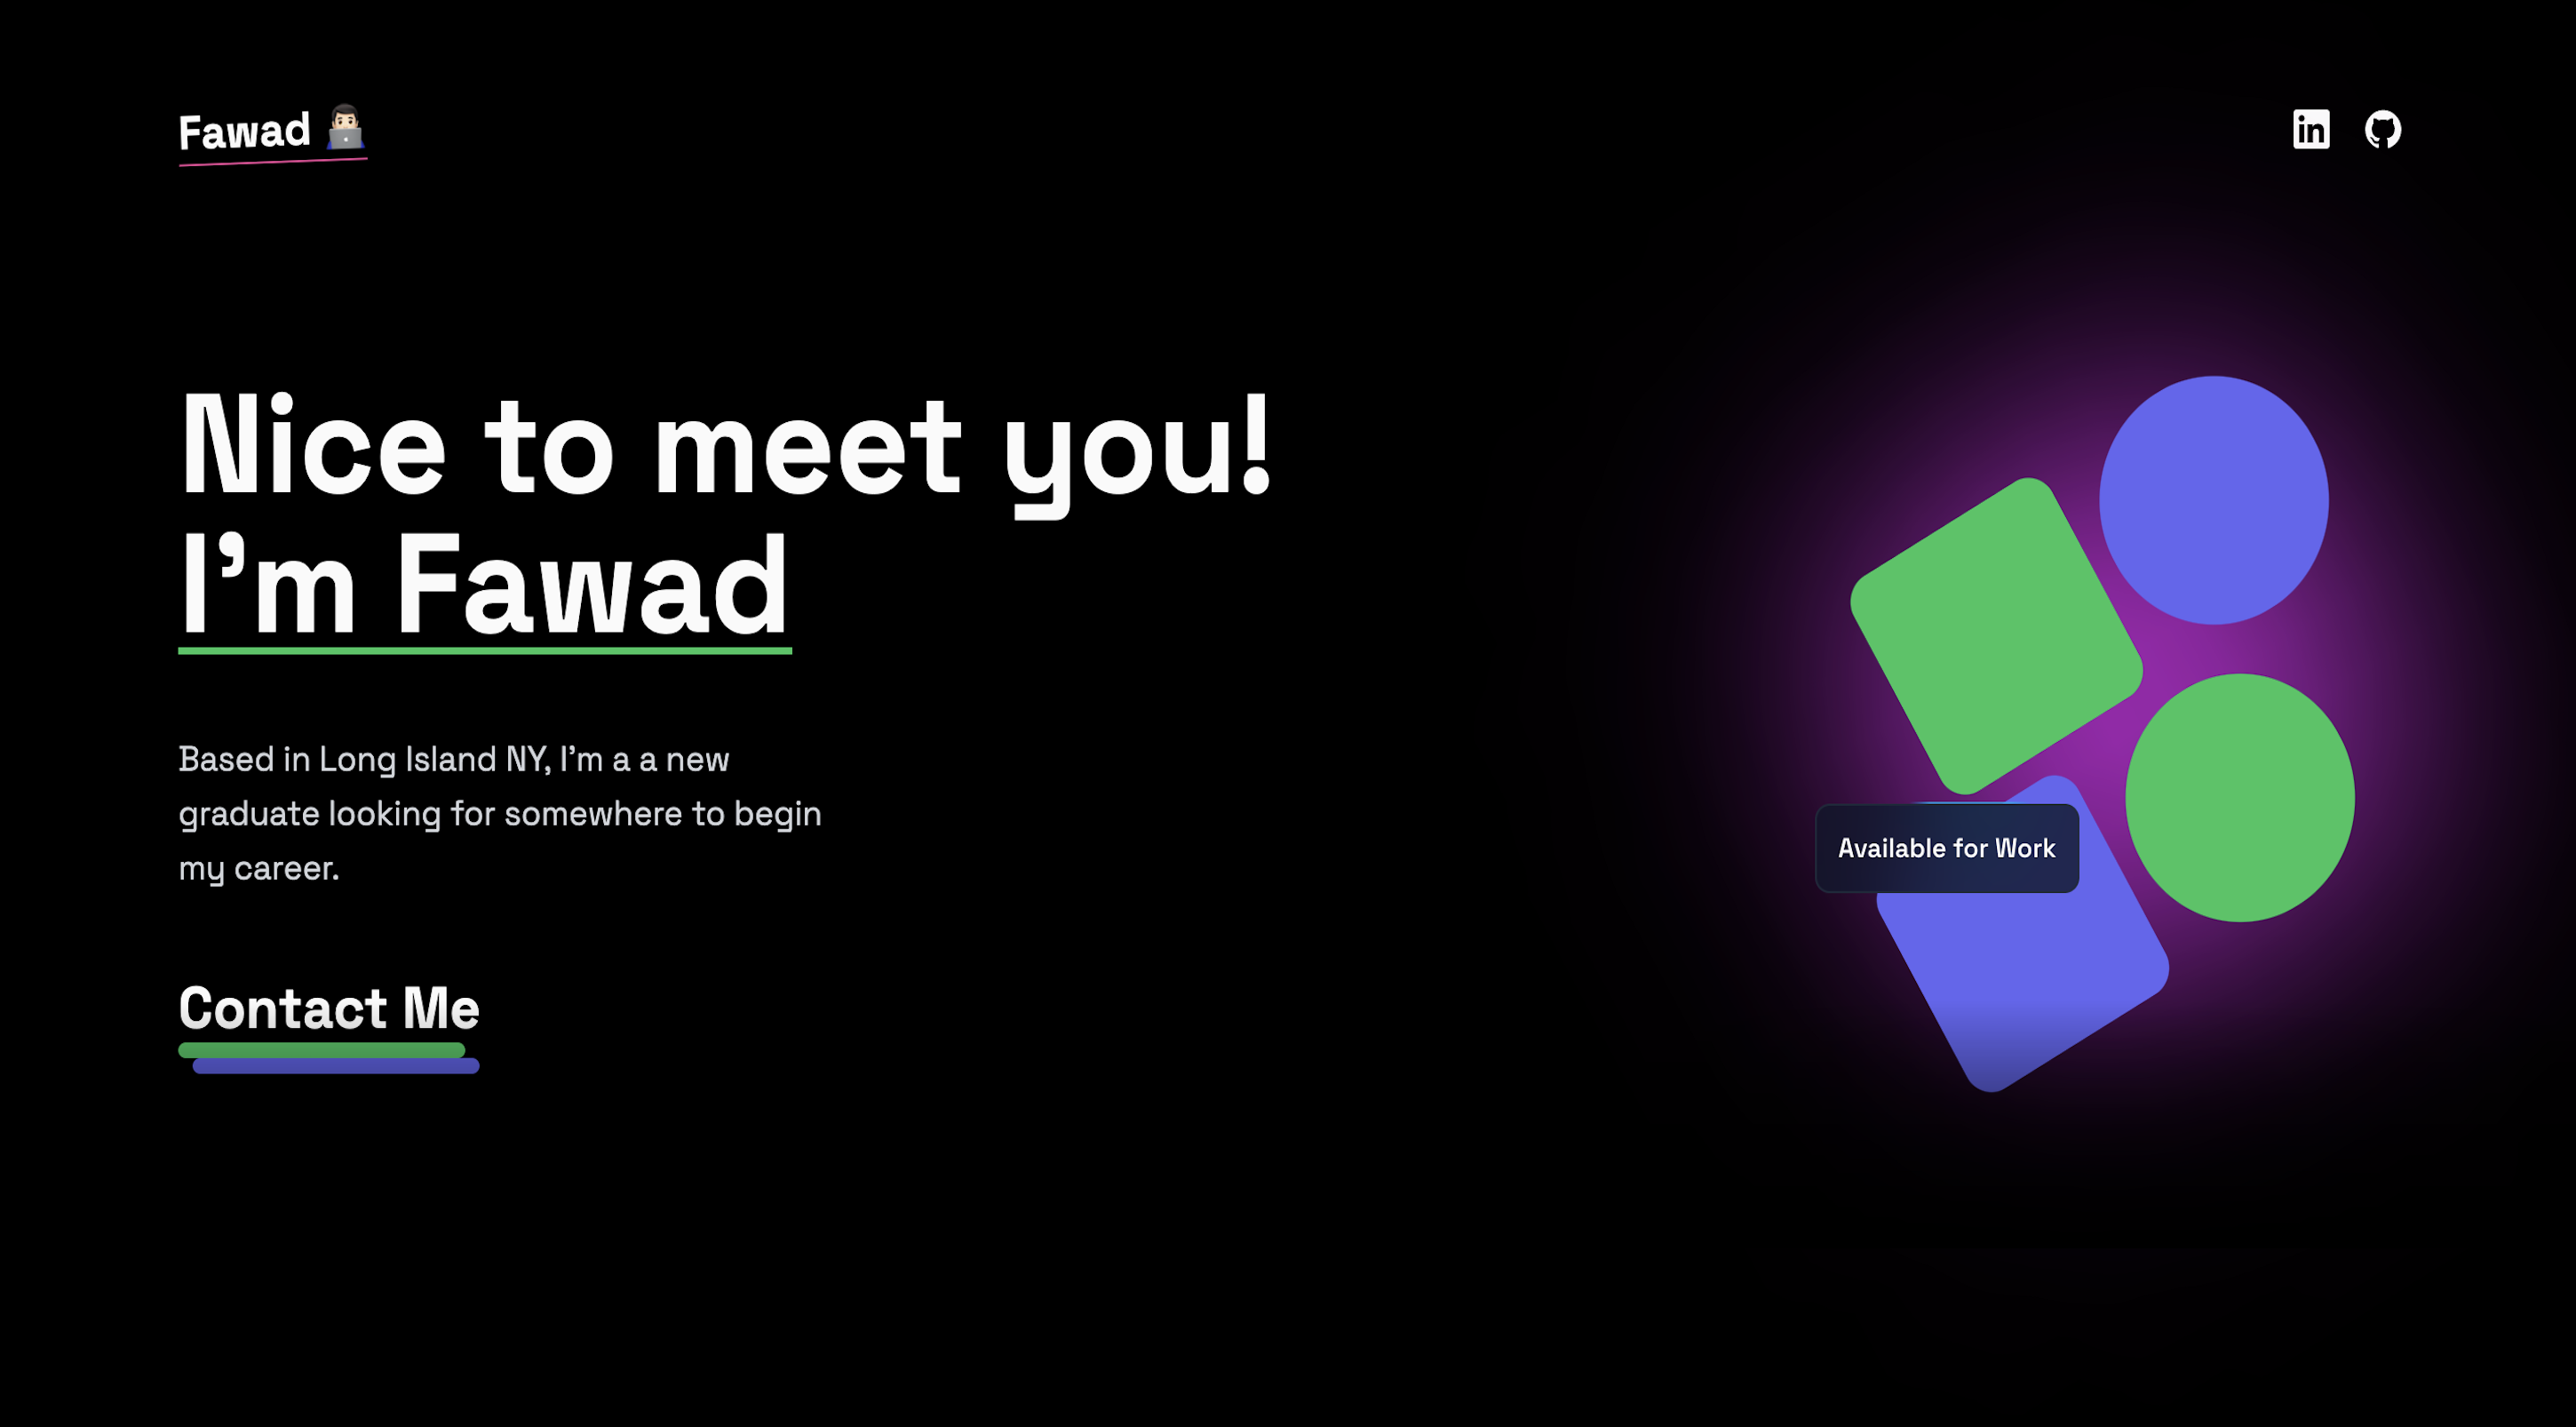 Fawad
Nice to meet you!
I’m Fawad
Based in Long Island NY, I’m a a new
graduate looking for somewhere to begin
my career.
Available for Work
Contact Me